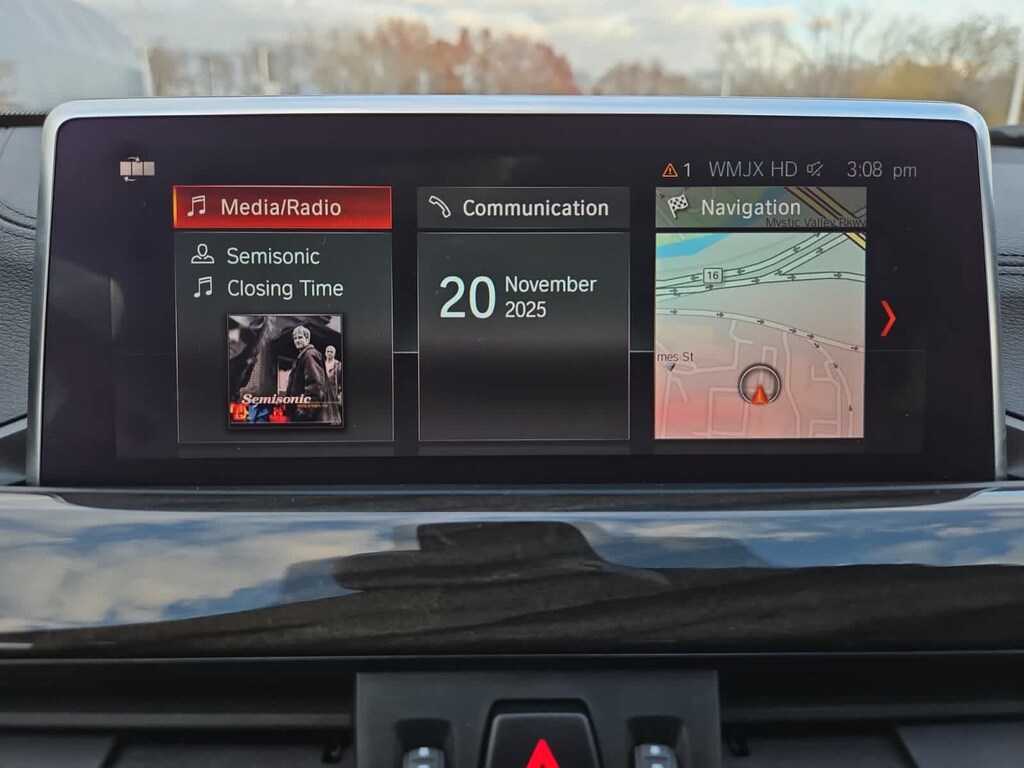 1 WMJX HD 3:08 pm
Media/Radio
Semisonic
Closing Time
Semisonic
Communication
20 November
2025
Navigation
Mystic Valley Pkwy
16
mes St